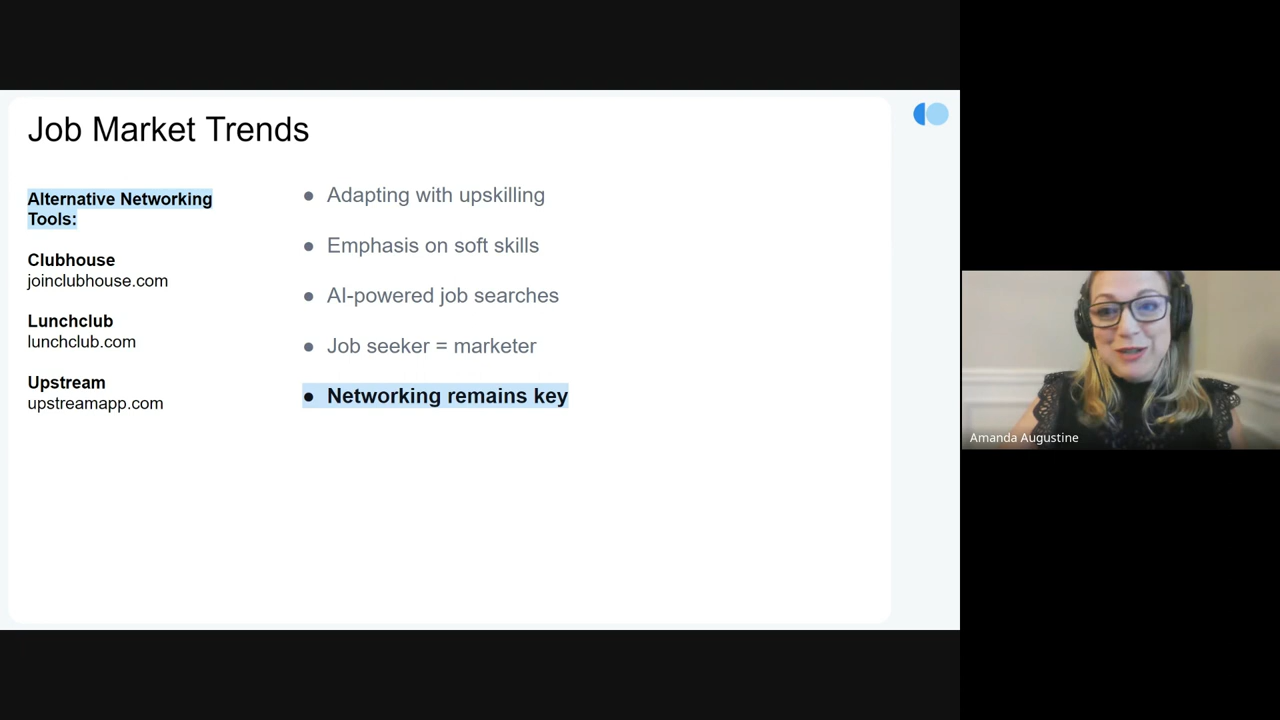 Job Market Trends
Alternative Networking
Tools:
Clubhouse
joinclubhouse.com
Lunchclub
lunchclub.com
Upstream
upstreamapp.com
● Adapting with upskilling
● Emphasis on soft skills
● AI-powered job searches
● Job seeker = marketer
● Networking remains key
Amanda Augustine